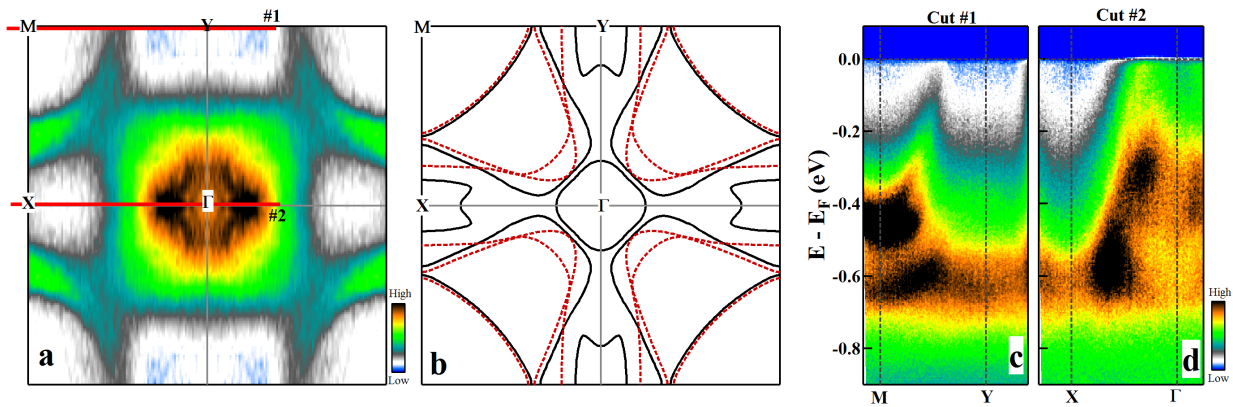 #1
M
Y
X
Γ
#2
High
Low
a
M
Y
X
Γ
b
Cut #1
Cut #2
E - E_F (eV)
0.0
-0.2
-0.4
-0.6
-0.8
M
Y
c
X
Γ
d
High
Low